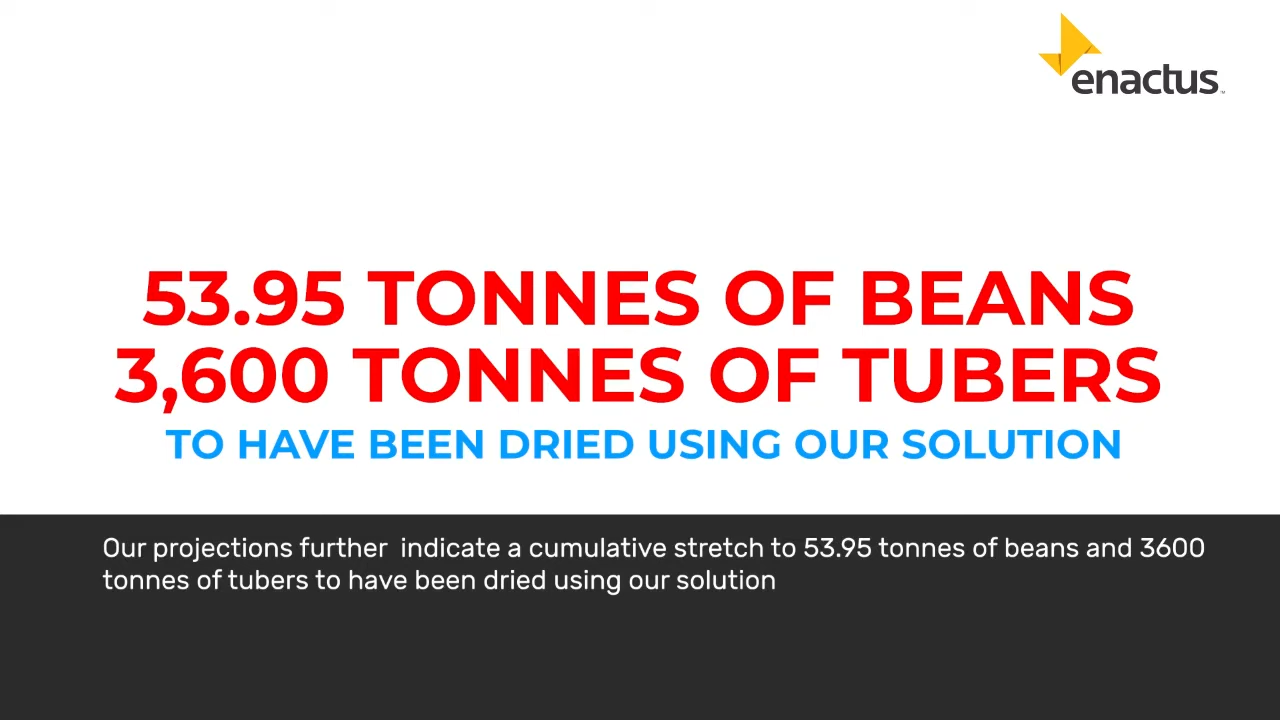 enactus
53.95 TONNES OF BEANS
3,600 TONNES OF TUBERS
TO HAVE BEEN DRIED USING OUR SOLUTION
Our projections further  indicate a cumulative stretch to 53.95 tonnes of beans and 3600
tonnes of tubers to have been dried using our solution